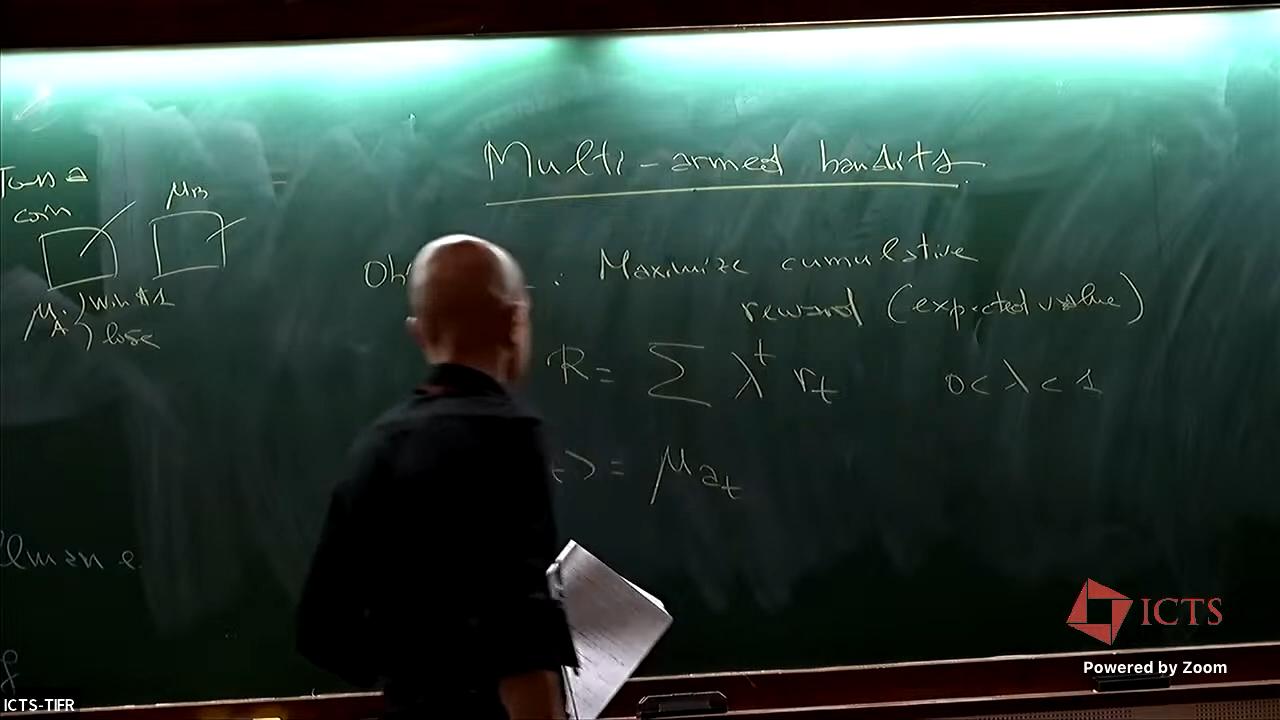 Multi-armed bandits
Toss a
coin
μB
μA } Win $1
lose
: Maximize cumulative
reward (expected value)
R = Σ λ^t r_t 0 < λ < 1
t > = μ a_t
ICTS
Powered by Zoom
ICTS-TIFR